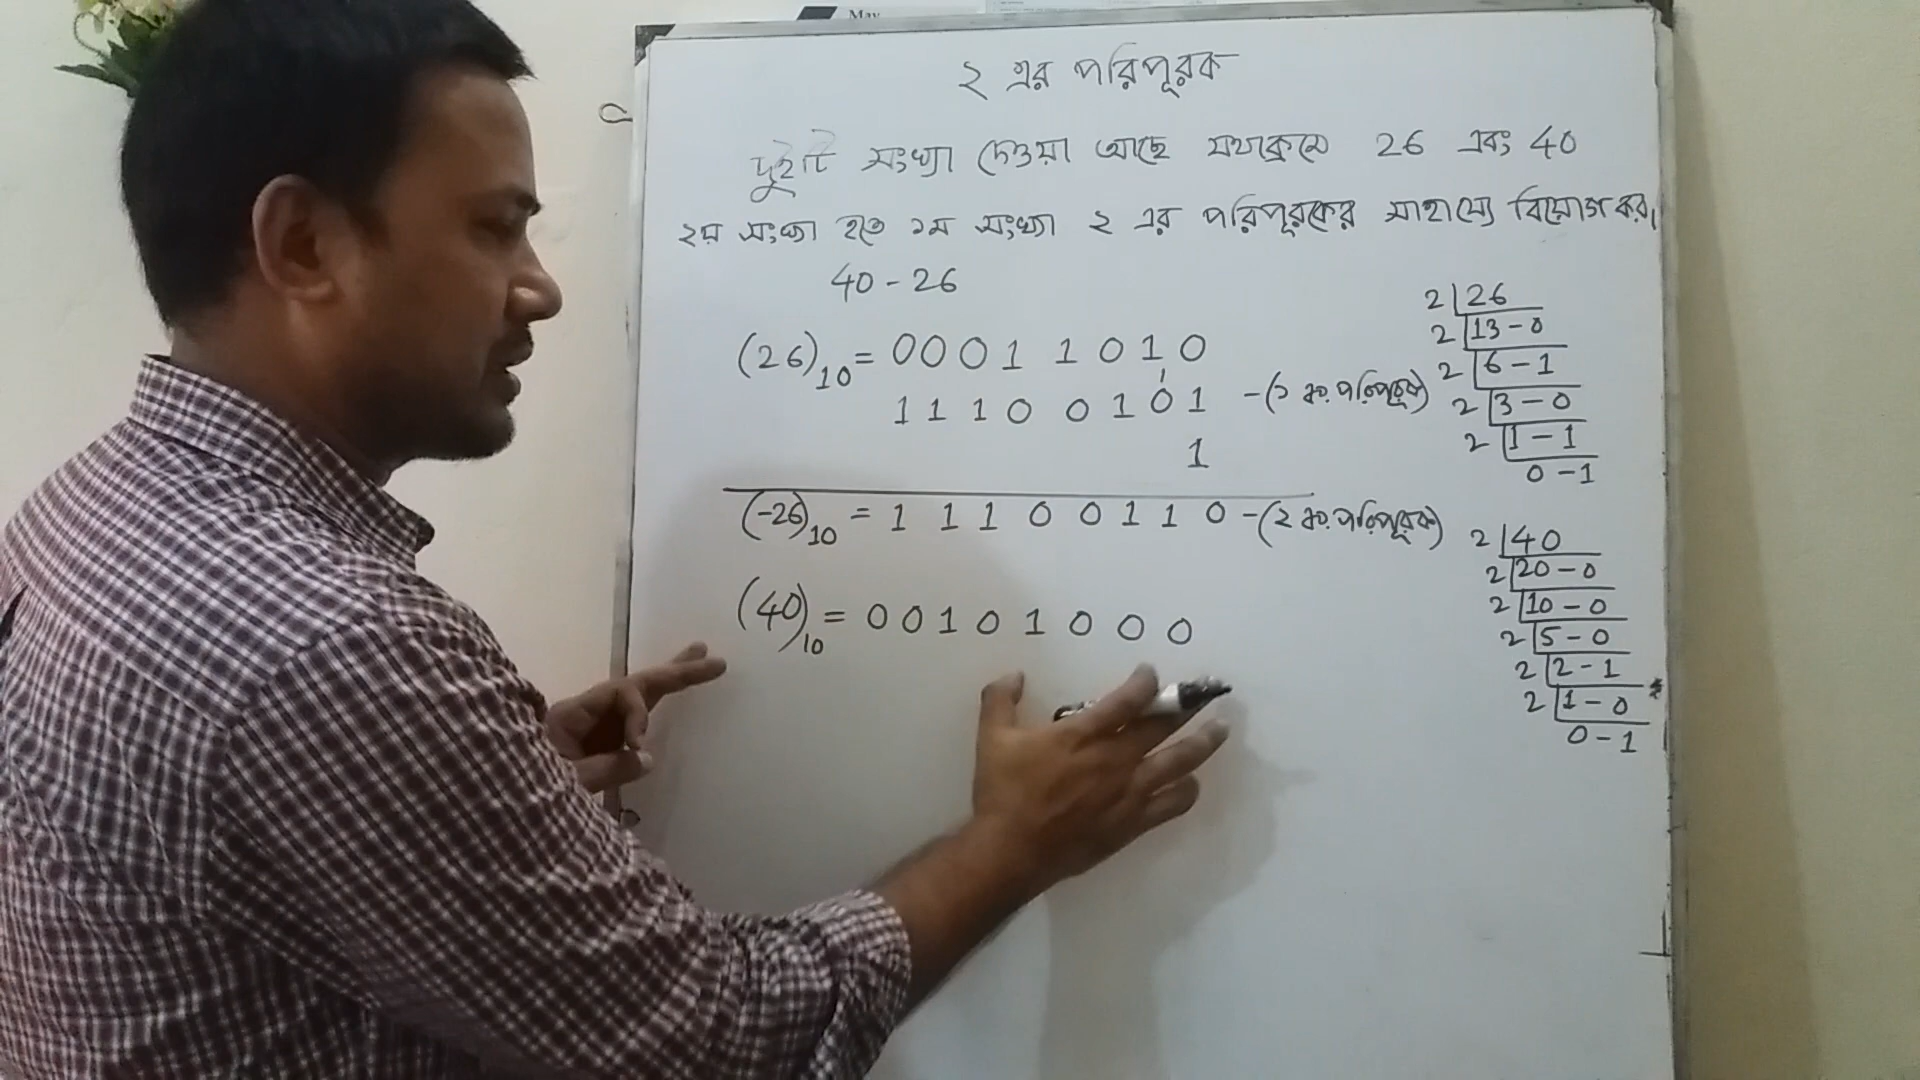 May
২ এর পরিপূরক
দুইটি সংখ্যা দেওয়া আছে যথাক্রমে 26 এবং 40
২য় সংখ্যা হতে ১ম সংখ্যা ২ এর পরিপূরকের সাহায্যে বিয়োগ কর।
40 - 26
(26)10 = 0 0 0 1 1 0 1 0
1
1 1 1 0 0 1 0 1 - (১ এর পরিপূরক)
1
(-26)10 = 1 1 1 0 0 1 1 0 - (২ এর পরিপূরক)
(40)10 = 0 0 1 0 1 0 0 0
2 | 26
2 | 13 - 0
2 | 6 - 1
2 | 3 - 0
2 | 1 - 1
0 - 1
2 | 40
2 | 20 - 0
2 | 10 - 0
2 | 5 - 0
2 | 2 - 1
2 | 1 - 0
0 - 1